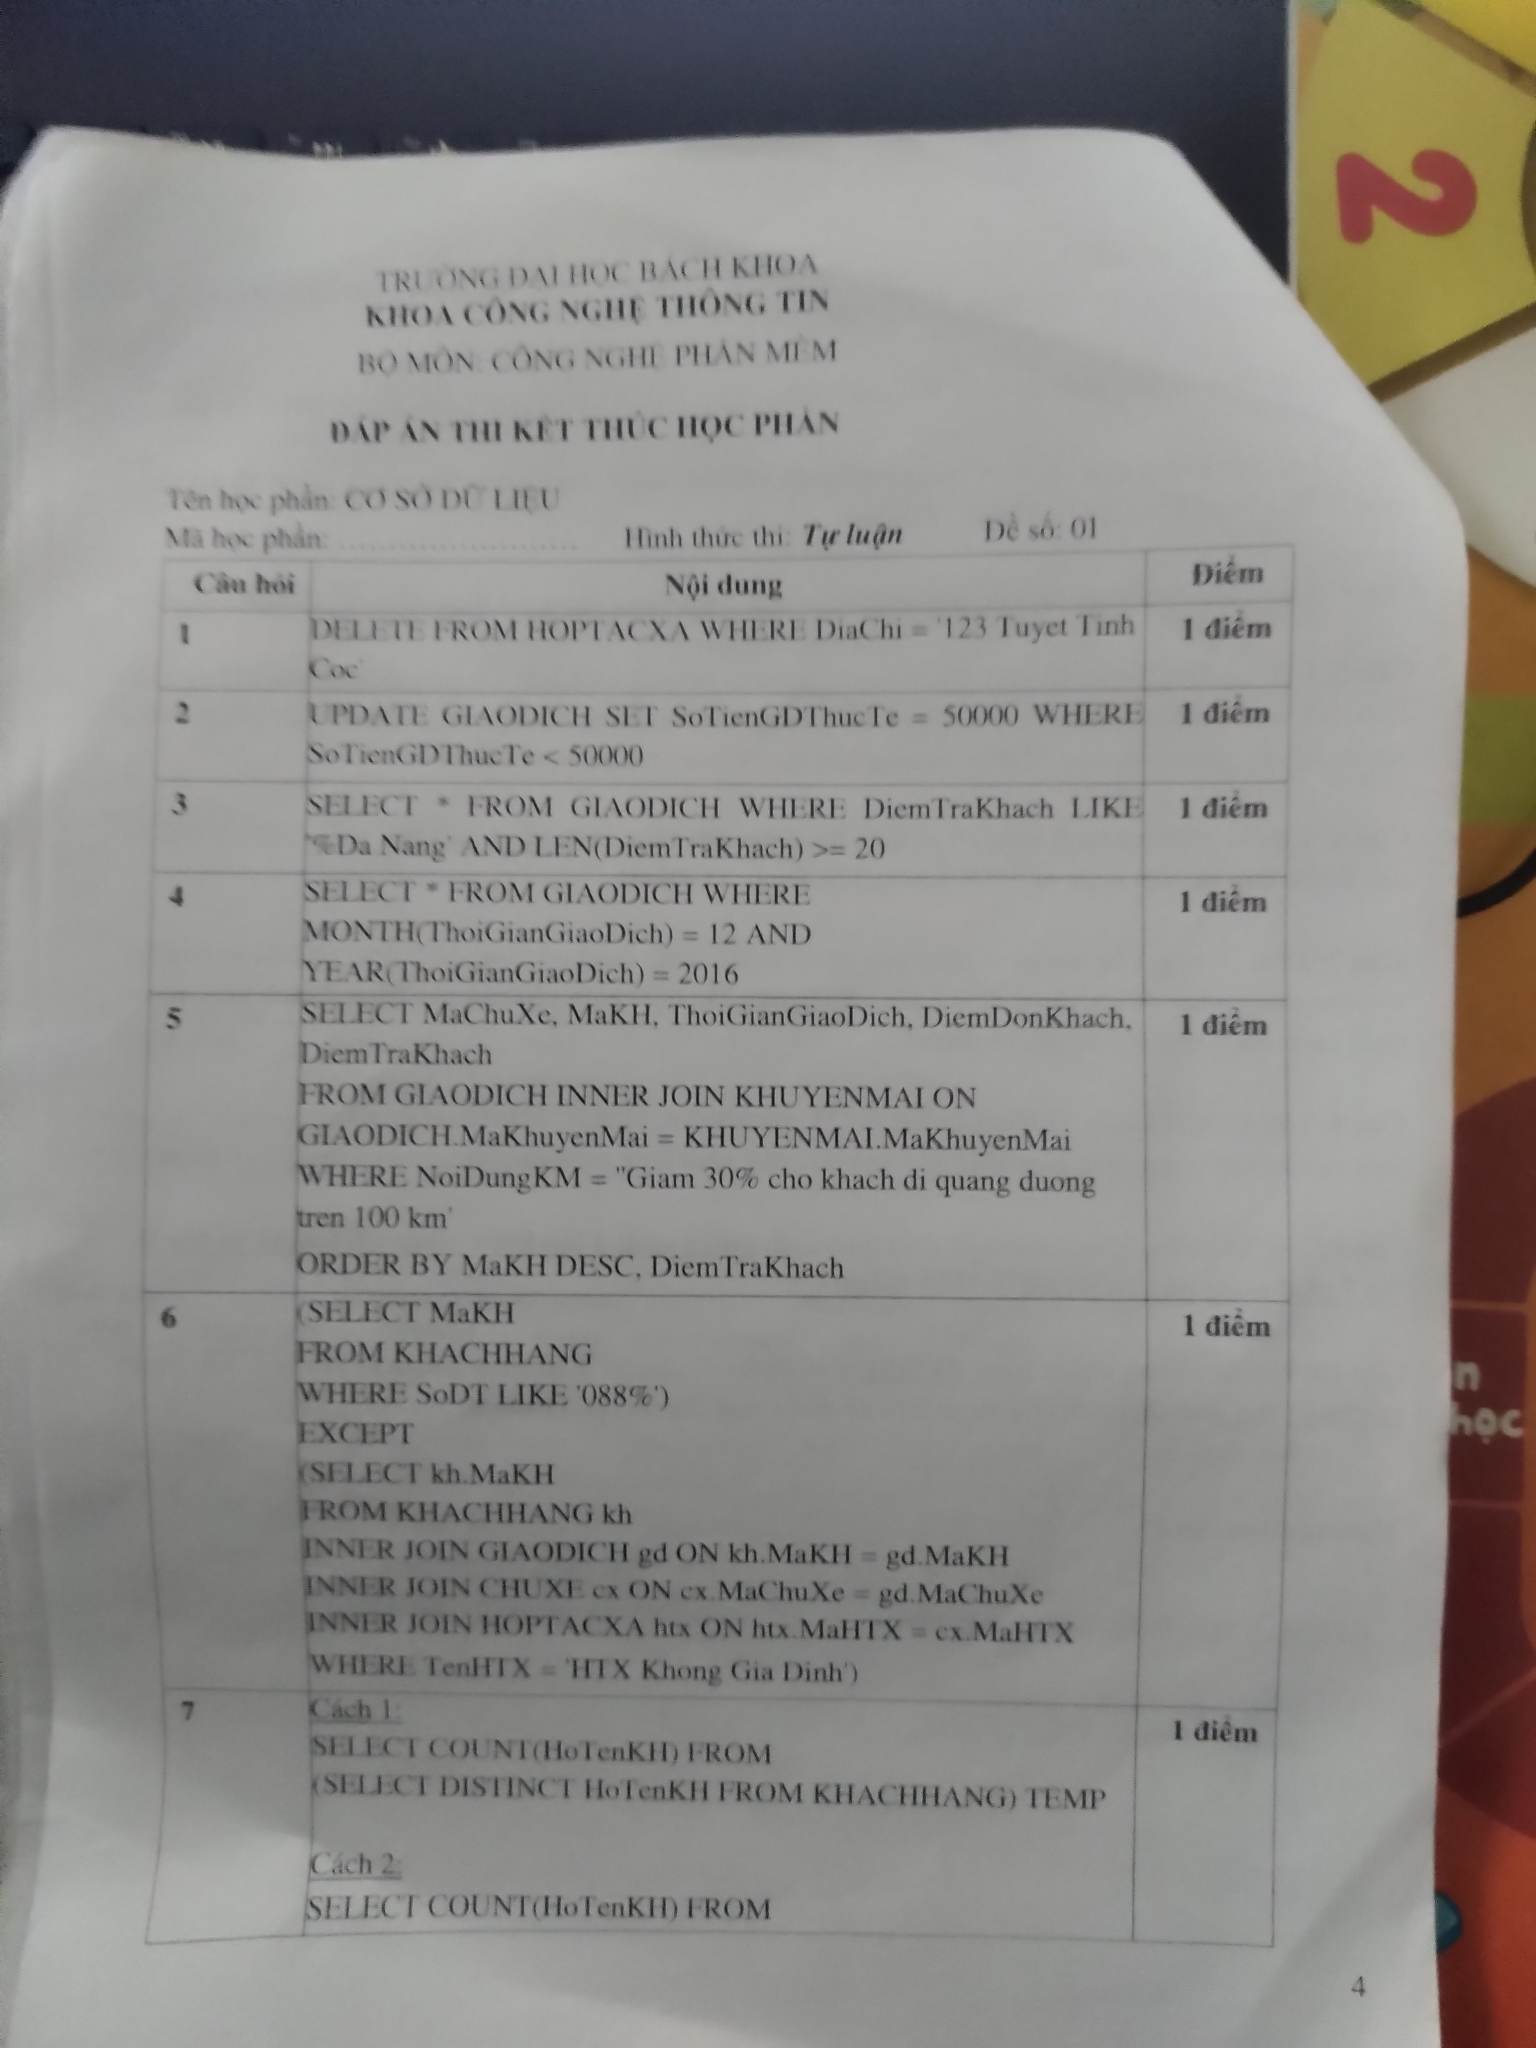 2
TRƯỜNG ĐẠI HỌC BÁCH KHOA
KHOA CÔNG NGHỆ THÔNG TIN
BỘ MÔN: CÔNG NGHỆ PHẦN MỀM
ĐÁP ÁN THI KẾT THÚC HỌC PHẦN
Tên học phần: CƠ SỞ DỮ LIỆU
Mã học phần: ........................ Hình thức thi: Tự luận Đề số: 01
Câu hỏi Nội dung Điểm
1 DELETE FROM HOPTACXA WHERE DiaChi = '123 Tuyet Tinh 1 điểm
Coc'
2 UPDATE GIAODICH SET SoTienGDThucTe = 50000 WHERE 1 điểm
SoTienGDThucTe < 50000
3 SELECT * FROM GIAODICH WHERE DiemTraKhach LIKE 1 điểm
'%Da Nang' AND LEN(DiemTraKhach) >= 20
4 SELECT * FROM GIAODICH WHERE 1 điểm
MONTH(ThoiGianGiaoDich) = 12 AND
YEAR(ThoiGianGiaoDich) = 2016
5 SELECT MaChuXe, MaKH, ThoiGianGiaoDich, DiemDonKhach, 1 điểm
DiemTraKhach
FROM GIAODICH INNER JOIN KHUYENMAI ON
GIAODICH.MaKhuyenMai = KHUYENMAI.MaKhuyenMai
WHERE NoiDungKM = "Giam 30% cho khach di quang duong
tren 100 km'
ORDER BY MaKH DESC, DiemTraKhach
6 (SELECT MaKH 1 điểm
FROM KHACHHANG
WHERE SoDT LIKE '088%')
EXCEPT
(SELECT kh.MaKH
FROM KHACHHANG kh
INNER JOIN GIAODICH gd ON kh.MaKH = gd.MaKH
INNER JOIN CHUXE cx ON cx.MaChuXe = gd.MaChuXe
INNER JOIN HOPTACXA htx ON htx.MaHTX = cx.MaHTX
WHERE TenHTX = 'HTX Khong Gia Dinh')
7 Cách 1: 1 điểm
SELECT COUNT(HoTenKH) FROM
(SELECT DISTINCT HoTenKH FROM KHACHHANG) TEMP
Cách 2:
SELECT COUNT(HoTenKH) FROM
4
học